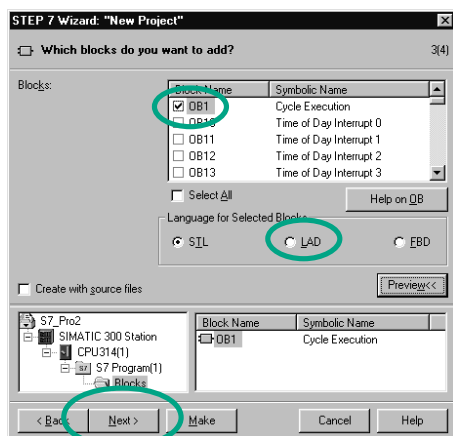 STEP 7 Wizard: "New Project"
Which blocks do you want to add? 3(4)
Blocks:
Block Name Symbolic Name
OB1 Cycle Execution
OB10 Time of Day Interrupt 0
OB11 Time of Day Interrupt 1
OB12 Time of Day Interrupt 2
OB13 Time of Day Interrupt 3
Select All Help on OB
Language for Selected Blocks
STL LAD FBD
Create with source files Preview<<
S7_Pro2
SIMATIC 300 Station
CPU314(1)
S7 Program(1)
Blocks
Block Name Symbolic Name
OB1 Cycle Execution
< Back Next > Make Cancel Help